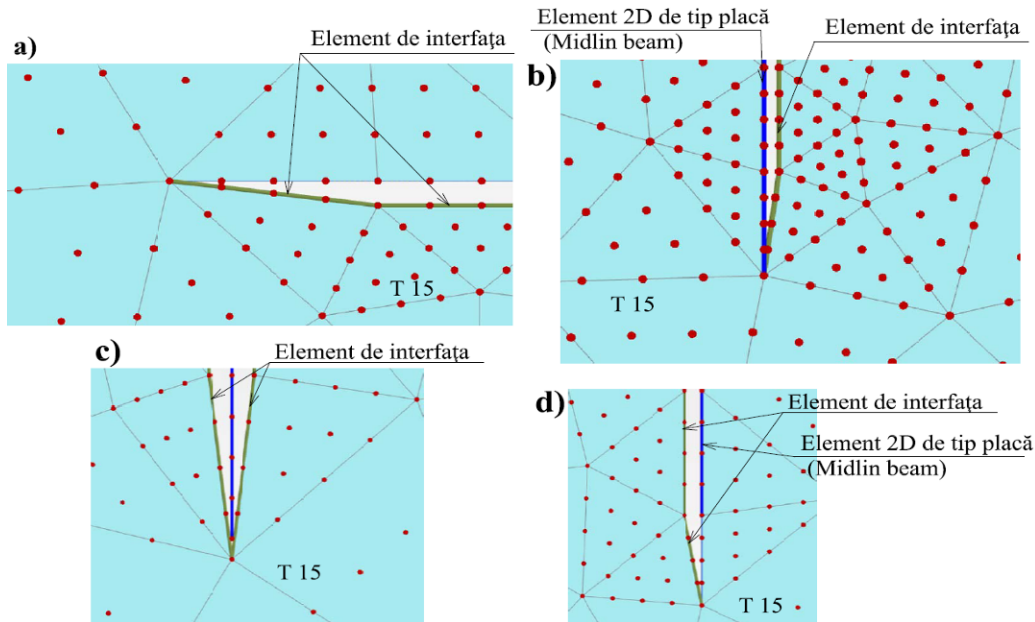 a)
Element de interfaţa
T 15
b)
Element 2D de tip placă
(Midlin beam)
Element de interfaţa
T 15
c)
Element de interfaţa
T 15
d)
Element de interfaţa
Element 2D de tip placă
(Midlin beam)
T 15